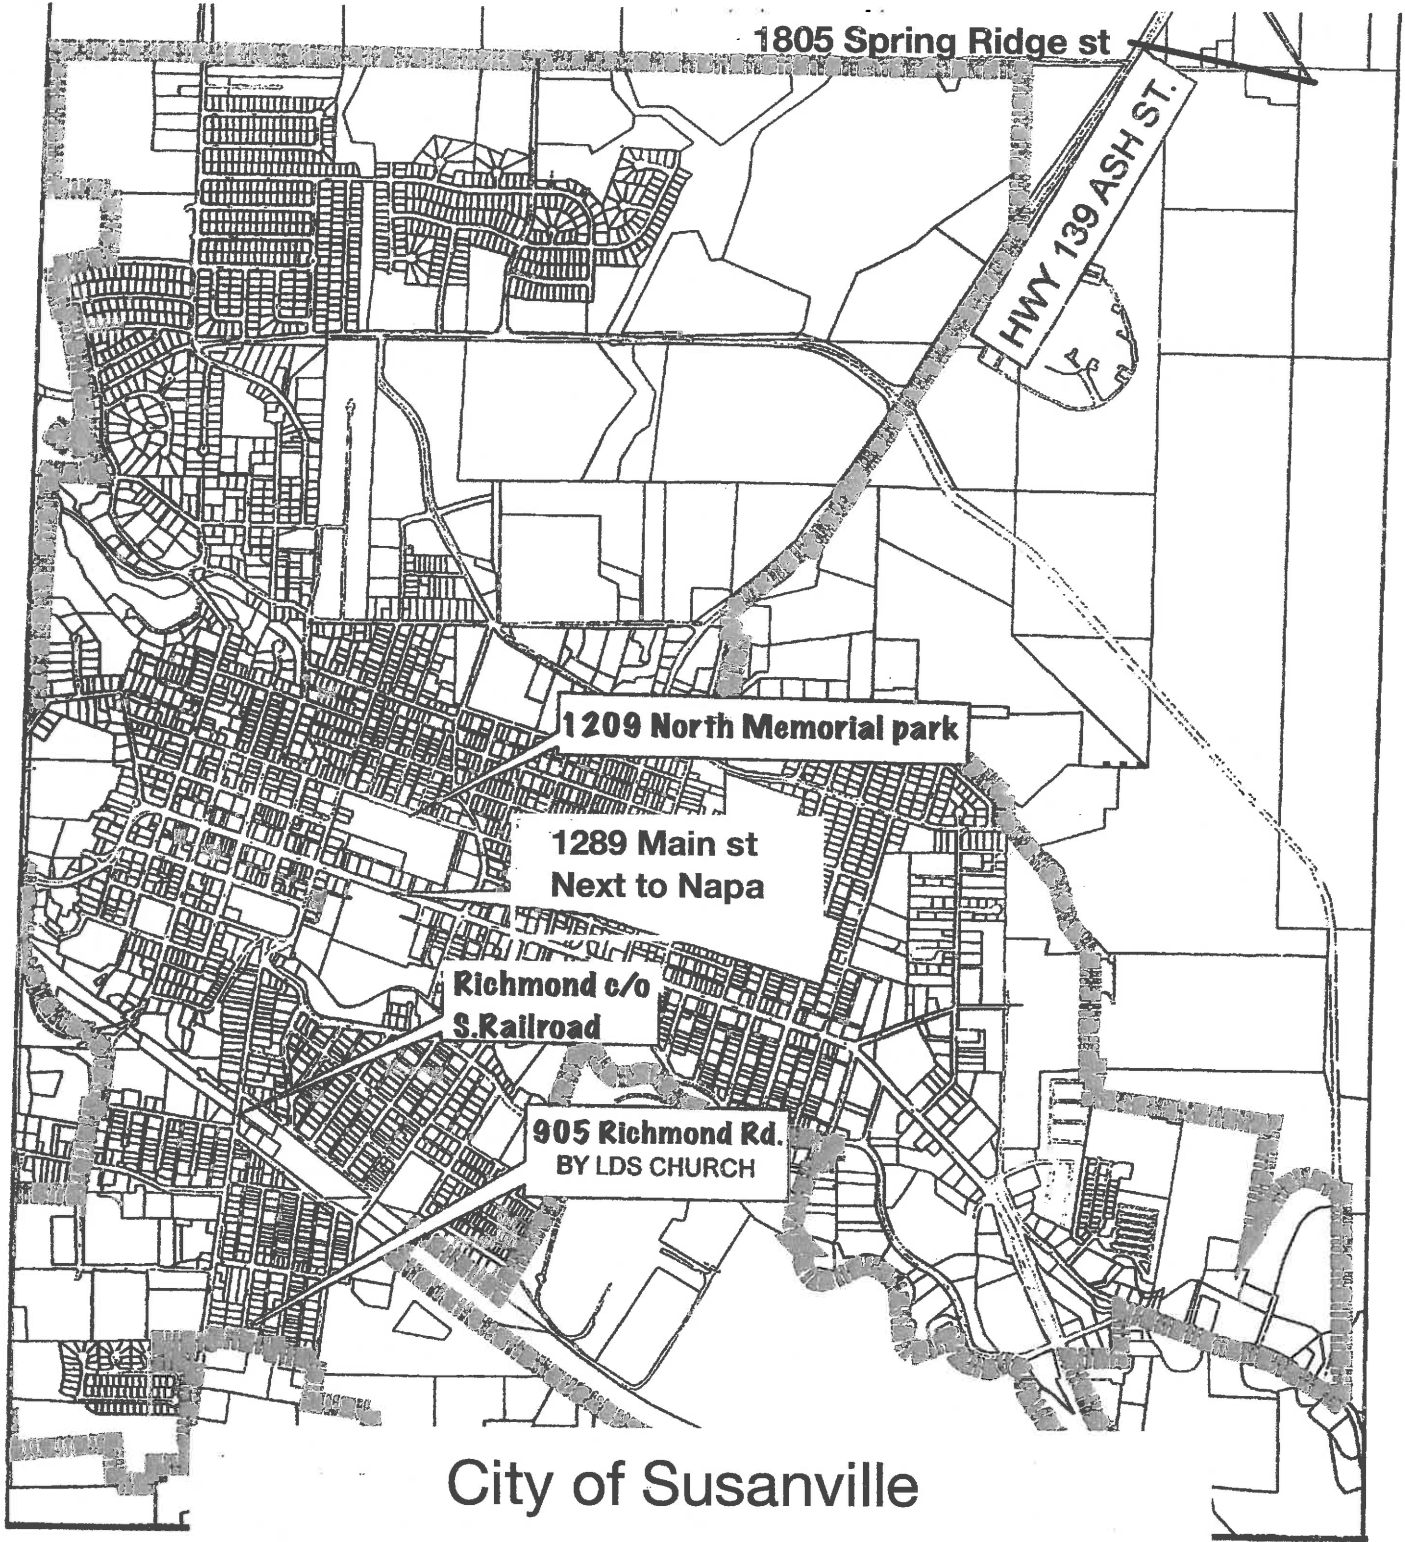 1805 Spring Ridge st
HWY 139 ASH ST.
1209 North Memorial park
1289 Main st
Next to Napa
Richmond c/o
S.Railroad
905 Richmond Rd.
BY LDS CHURCH
City of Susanville